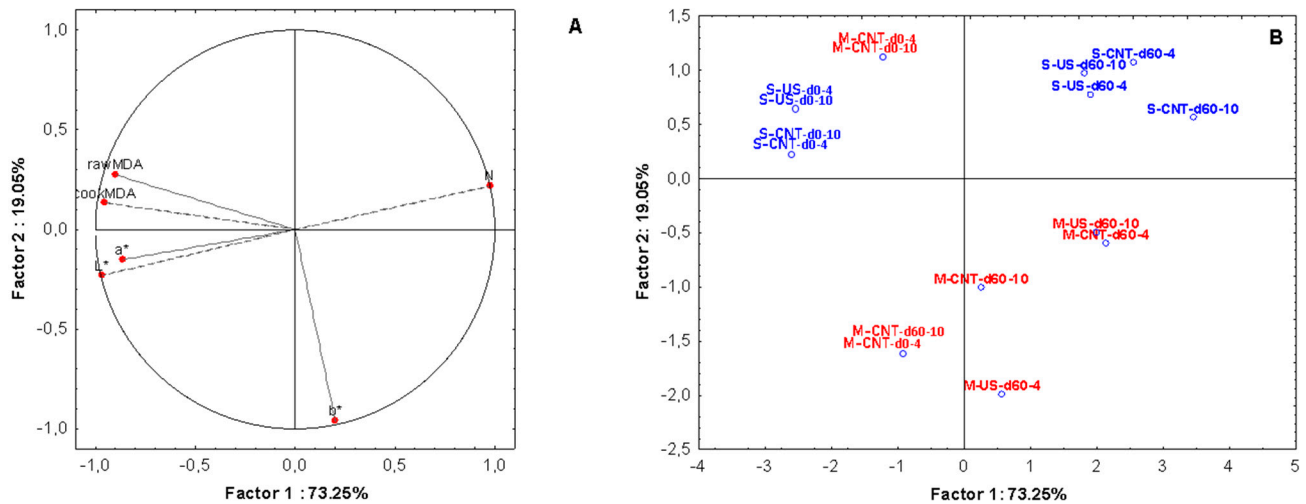 A
1,0
0,5
0,0
-0,5
-1,0
Factor 2 : 19.05%
rawMDA
cookMDA
a*
L*
N
b*
-1,0 -0,5 0,0 0,5 1,0
Factor 1 : 73.25%
B
1,5
1,0
0,5
0,0
-0,5
-1,0
-1,5
-2,0
-2,5
Factor 2: 19.05%
M-CNT-d0-4
M-CNT-d0-10
S-CNT-d60-4
S-US-d60-10
S-US-d60-4
S-US-d0-4
S-US-d0-10
S-CNT-d60-10
S-CNT-d0-10
S-CNT-d0-4
M-US-d60-10
M-CNT-d60-4
M-CNT-d60-10
M-CNT-d60-10
M-CNT-d0-4
M-US-d60-4
-4 -3 -2 -1 0 1 2 3 4 5
Factor 1: 73.25%